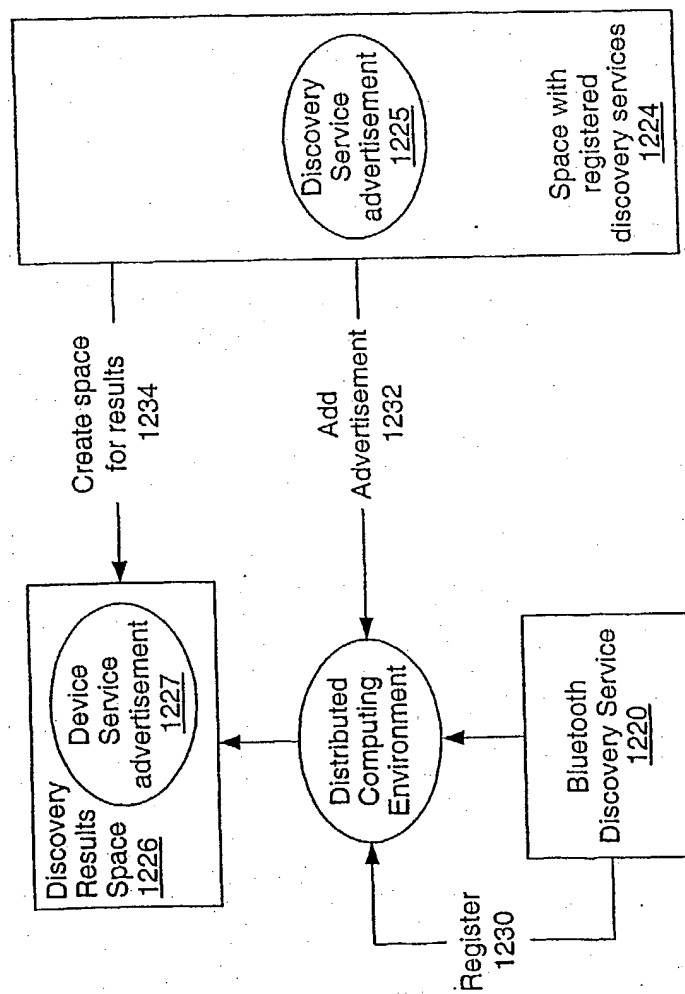 Discovery
Results
Space
1226
Device
Service
advertisement
1227
Create space
for results
1234
Distributed
Computing
Environment
Add
Advertisement
1232
Discovery
Service
advertisement
1225
Space with
registered
discovery services
1224
Register
1230
Bluetooth
Discovery Service
1220